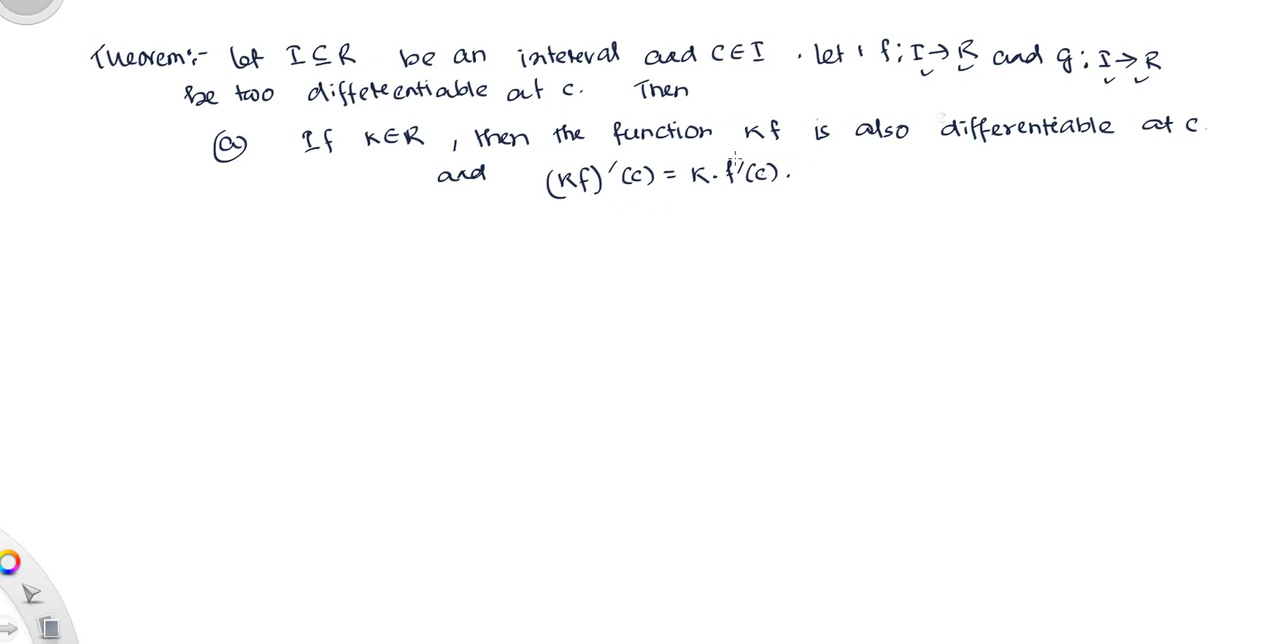 Theorem:- let I ⊆ R be an interval and C ∈ I . let , f : I → R and g : I → R
be two differentiable at c. Then
(a) If K ∈ R , then the function Kf is also differentiable at c.
and (Kf)′(c) = K. f′(c).